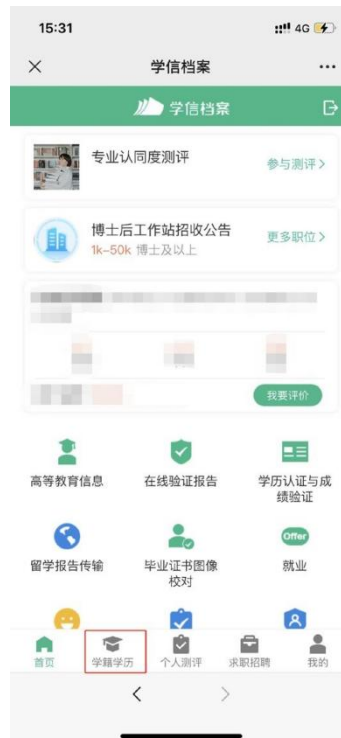 15:31
4G
学信档案
学信档案
专业认同度测评
参与测评>
博士后工作站招收公告
1k-50k 博士及以上
更多职位>
我要评价
高等教育信息
在线验证报告
学历认证与成
绩验证
留学报告传输
毕业证书图像
校对
Offer
就业
首页
学籍学历
个人测评
求职招聘
我的